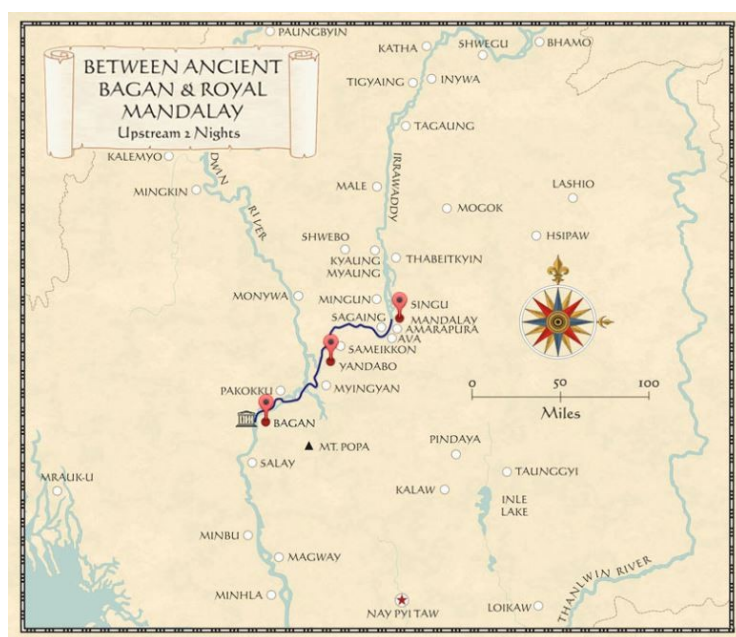 PAUNGBYIN
KATHA
SHWEGU
BHAMO
BETWEEN ANCIENT
BAGAN & ROYAL
MANDALAY
Upstream 2 Nights
TIGYAING
INYWA
TAGAUNG
KALEMYO
DWIN
RIVER
IRRAWADDY
MINGKIN
MALE
LASHIO
MOGOK
SHWEBO
HSIPAW
KYAUNG
MYAUNG
THABEITKYIN
MONYWA
MINGUN
SINGU
SAGAING
MANDALAY
AMARAPURA
AVA
SAMEIKKON
YANDABO
PAKOKKU
MYINGYAN
0
50
100
Miles
BAGAN
MT. POPA
PINDAYA
SALAY
TAUNGGYI
MRAUK-U
KALAW
INLE
LAKE
MINBU
MAGWAY
MINHLA
NAY PYI TAW
LOIKAW
THANLWIN RIVER